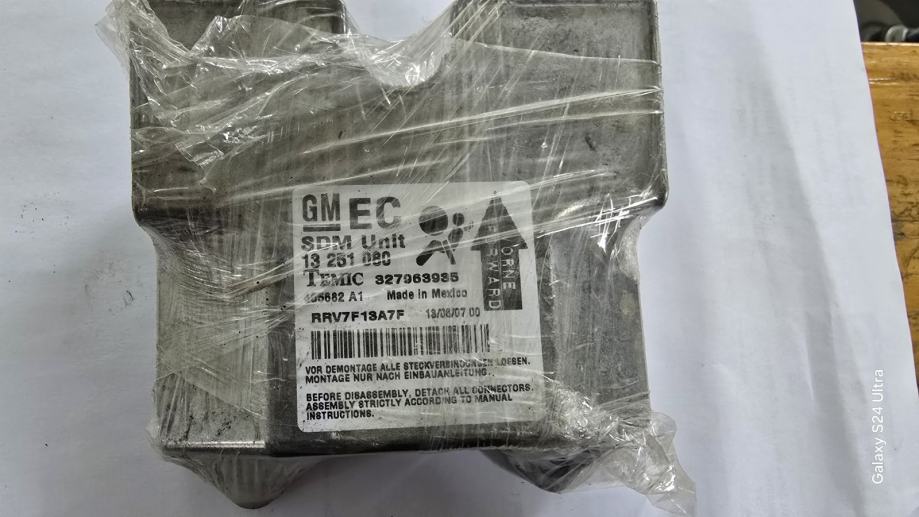 GM EC
SDM Unit
13 251 080
TEMIC 327963935
Made in Mexico
RRV7F13A7F 13/08/07 00
VOR DEMONTAGE ALLE STECKVERBINDUNGEN LOESEN.
MONTAGE NUR NACH EINBAUANLEITUNG.
BEFORE DISASSEMBLY, DETACH ALL CONNECTORS.
ASSEMBLY STRICTLY ACCORDING TO MANUAL
INSTRUCTIONS.
Galaxy S24 Ultra